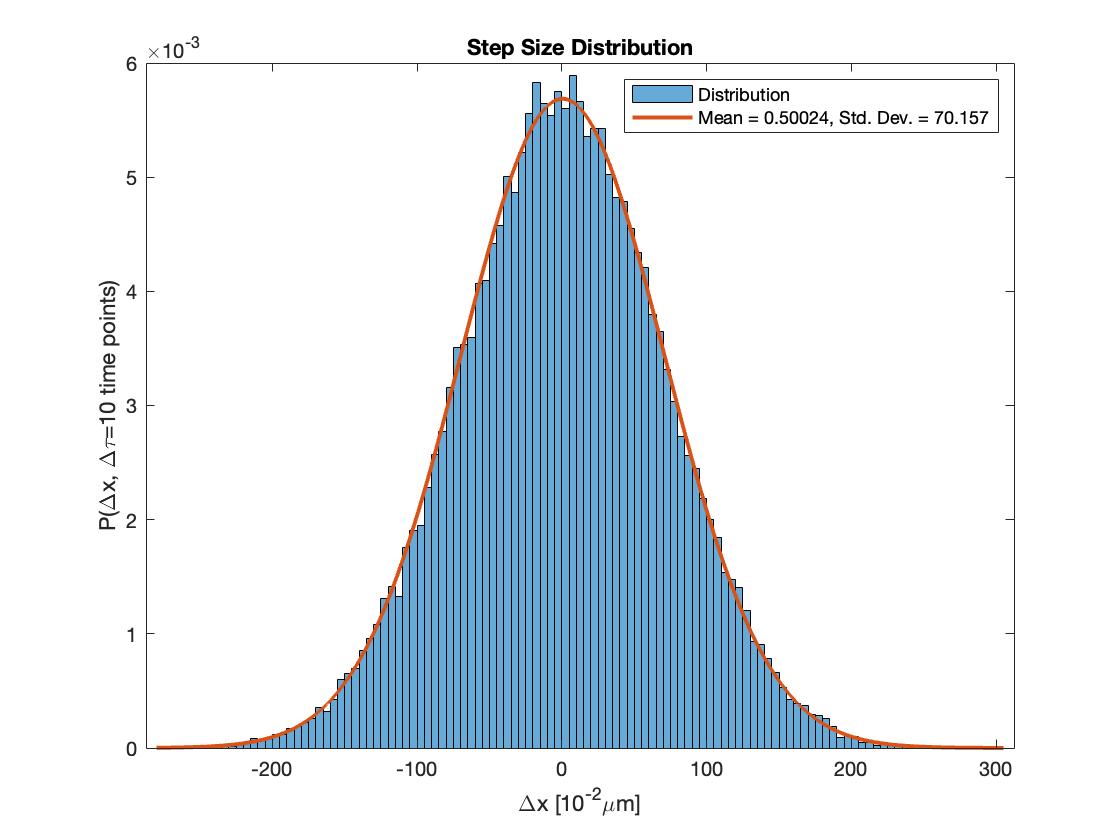 Step Size Distribution
×10⁻³
Distribution
Mean = 0.50024, Std. Dev. = 70.157
P(Δx, Δτ=10 time points)
6
5
4
3
2
1
0
-200 -100 0 100 200 300
Δx [10⁻²μm]